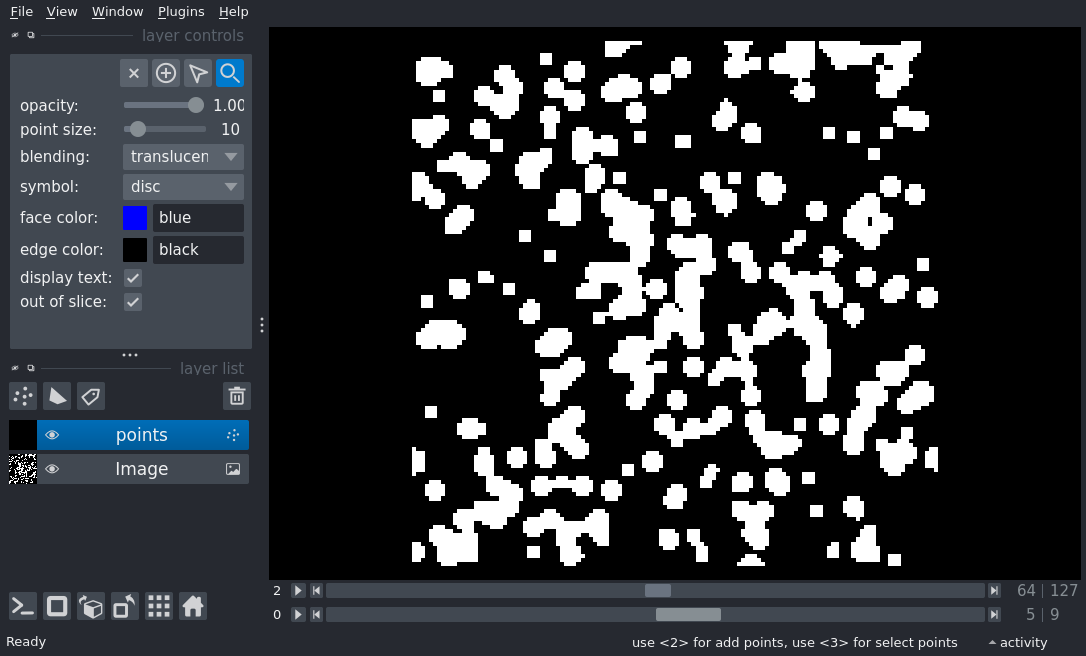 File View Window Plugins Help
layer controls
opacity: 1.00
point size: 10
blending: translucen
symbol: disc
face color: blue
edge color: black
display text:
out of slice:
layer list
points
Image
2 64 | 127
0 5 | 9
Ready use <2> for add points, use <3> for select points activity